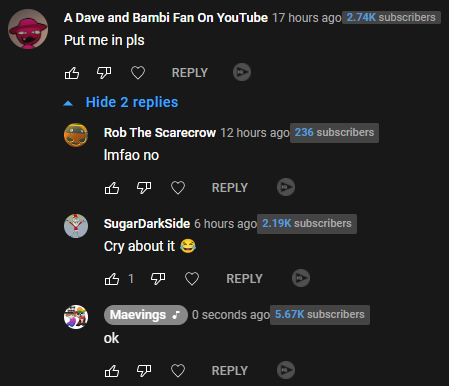 A Dave and Bambi Fan On YouTube 17 hours ago 2.74K subscribers
Put me in pls
REPLY
Hide 2 replies
Rob The Scarecrow 12 hours ago 236 subscribers
lmfao no
REPLY
SugarDarkSide 6 hours ago 2.19K subscribers
Cry about it 😂
1 REPLY
Maevings 0 seconds ago 5.67K subscribers
ok
REPLY